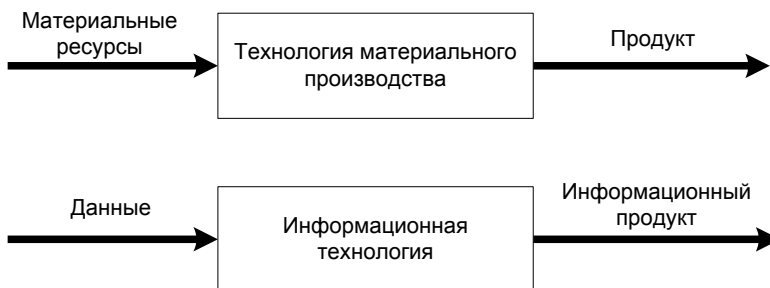 Материальные
ресурсы
Технология материального
производства
Продукт
Данные
Информационная
технология
Информационный
продукт